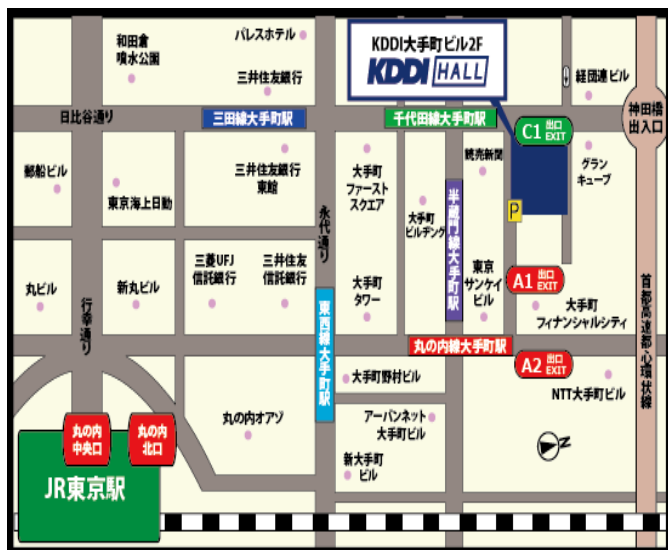 和田倉
噴水公園
パレスホテル
三井住友銀行
KDDI大手町ビル2F
KDDI HALL
経団連ビル
神田橋
出入口
日比谷通り
三田線大手町駅
千代田線大手町駅
C1 出口
EXIT
郵船ビル
東京海上日動
三井住友銀行
東館
永代通り
大手町
ファースト
スクエア
大手町
ビルヂング
半蔵門線大手町駅
読売新聞
P
グラン
キューブ
丸ビル
行幸通り
新丸ビル
三菱UFJ
信託銀行
三井住友
信託銀行
東西線大手町駅
大手町
タワー
東京
サンケイ
ビル
A1 出口
EXIT
大手町
フィナンシャルシティ
首都高速都心環状線
丸の内線大手町駅
A2 出口
EXIT
大手町野村ビル
NTT大手町ビル
丸の内オアゾ
アーバンネット
大手町ビル
新大手町
ビル
N
丸の内
中央口
丸の内
北口
JR東京駅